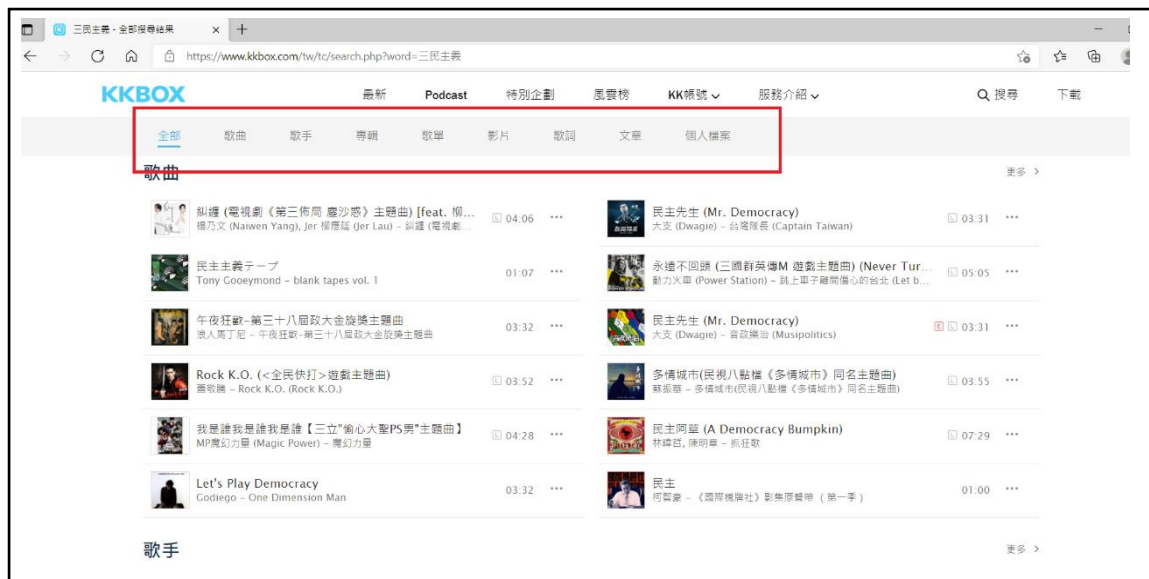 三民主義 - 全部搜尋結果
https://www.kkbox.com/tw/tc/search.php?word=三民主義
KKBOX 最新 Podcast 特別企劃 風雲榜 KK帳號 服務介紹 搜尋 下載
全部 歌曲 歌手 專輯 歌單 影片 歌詞 文章 個人檔案
歌曲 更多
糾纏 (電視劇《第三佈局 塵沙惑》主題曲) [feat. 柳... L 04:06
楊乃文 (Naiwen Yang), Jer 柳應廷 (Jer Lau) – 糾纏 (電視劇...
民主先生 (Mr. Democracy) L 03:31
大支 (Dwagie) – 台灣隊長 (Captain Taiwan)
民主主義テープ 01:07
Tony Gooeymond – blank tapes vol. 1
永遠不回頭 (三國群英傳M 遊戲主題曲) (Never Tur... L 05:05
動力火車 (Power Station) – 跳上車子離開傷心的台北 (Let b...
午夜狂歡-第三十八屆政大金旋獎主題曲 03:32
浪人馬丁尼 – 午夜狂歡-第三十八屆政大金旋獎主題曲
民主先生 (Mr. Democracy) E L 03:31
大支 (Dwagie) – 音政樂治 (Musipolitics)
Rock K.O. (<全民快打>遊戲主題曲) L 03:52
蕭敬騰 – Rock K.O. (Rock K.O.)
多情城市(民視八點檔《多情城市》同名主題曲) L 03:55
蘇振華 – 多情城市(民視八點檔《多情城市》同名主題曲)
我是誰我是誰我是誰【三立"偷心大聖PS男"主題曲】 L 04:28
MP魔幻力量 (Magic Power) – 魔幻力量
民主阿草 (A Democracy Bumpkin) L 07:29
林暐哲, 陳明章 – 抓狂歌
Let's Play Democracy 03:32
Godiego – One Dimension Man
民主 01:00
柯智豪 – 《國際橋牌社》影集原聲帶 ( 第一季 )
歌手 更多